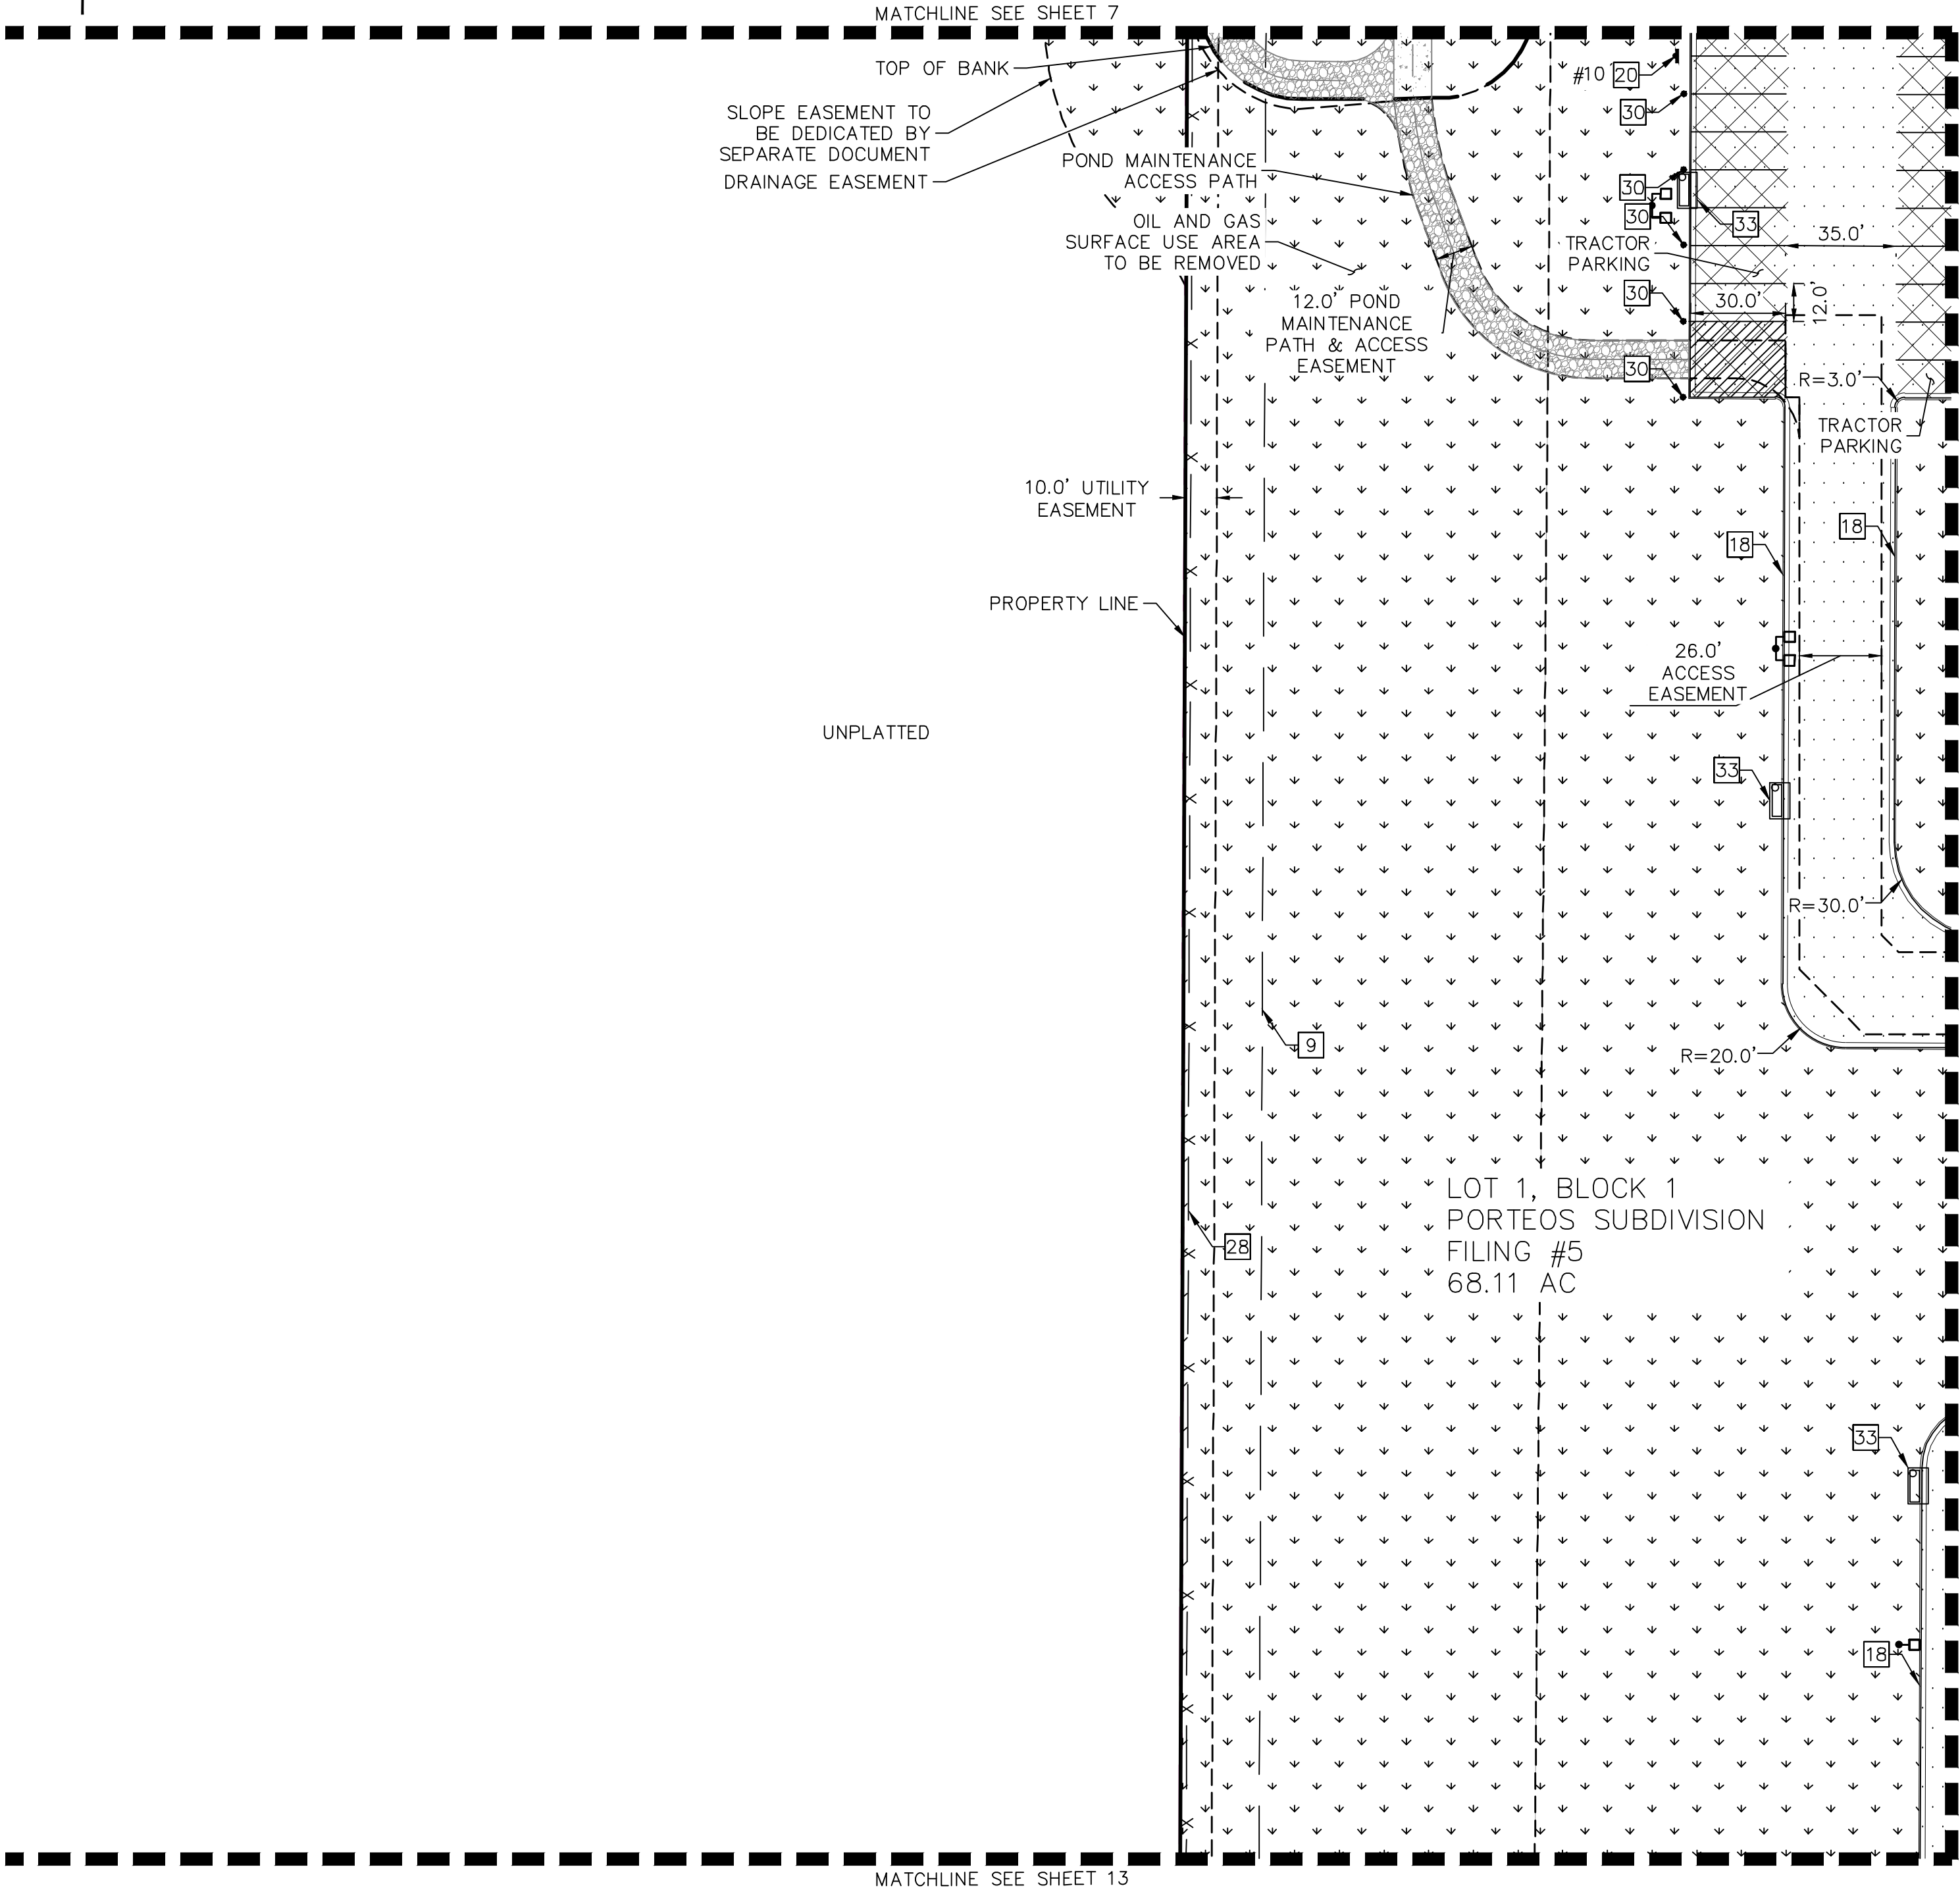 MATCHLINE SEE SHEET 7
TOP OF BANK
SLOPE EASEMENT TO
BE DEDICATED BY
SEPARATE DOCUMENT
DRAINAGE EASEMENT
POND MAINTENANCE
ACCESS PATH
OIL AND GAS
SURFACE USE AREA
TO BE REMOVED
12.0' POND
MAINTENANCE
PATH & ACCESS
EASEMENT
#10 20
30
30
30
33
TRACTOR
PARKING
35.0'
30
30.0'
12.0'
30
R=3.0'
TRACTOR
PARKING
10.0' UTILITY
EASEMENT
18
18
PROPERTY LINE
26.0'
ACCESS
EASEMENT
UNPLATTED
33
R=30.0'
9
R=20.0'
LOT 1, BLOCK 1
PORTEOS SUBDIVISION
FILING #5
68.11 AC
28
33
18
MATCHLINE SEE SHEET 13